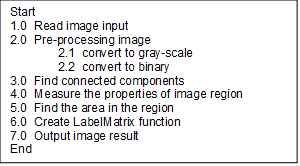 Start
1.0 Read image input
2.0 Pre-processing image
2.1 convert to gray-scale
2.2 convert to binary
3.0 Find connected components
4.0 Measure the properties of image region
5.0 Find the area in the region
6.0 Create LabelMatrix function
7.0 Output image result
End